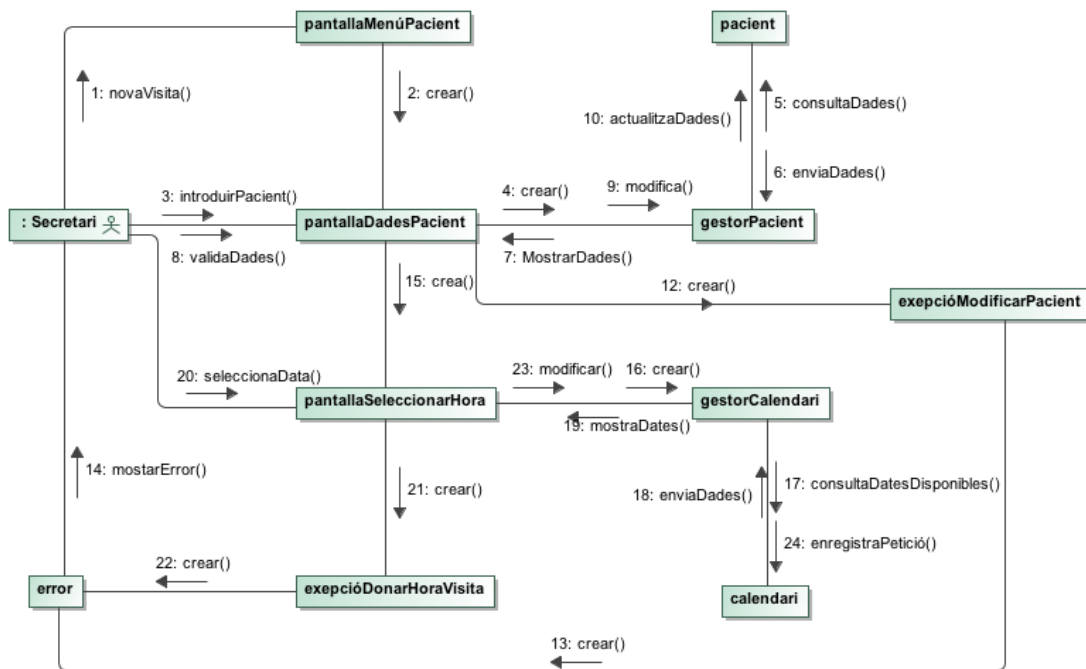 pantallaMenúPacient
pacient
1: novaVisita()
2: crear()
5: consultaDades()
10: actualitzaDades()
6: enviaDades()
3: introduirPacient()
4: crear()
9: modifica()
: Secretari
pantallaDadesPacient
gestorPacient
8: validaDades()
7: MostrarDades()
15: crea()
12: crear()
exepcióModificarPacient
20: seleccionaData()
23: modificar()
16: crear()
pantallaSeleccionarHora
gestorCalendari
19: mostraDates()
14: mostarError()
21: crear()
17: consultaDatesDisponibles()
18: enviaDades()
24: enregistraPetició()
22: crear()
error
exepcióDonarHoraVisita
calendari
13: crear()